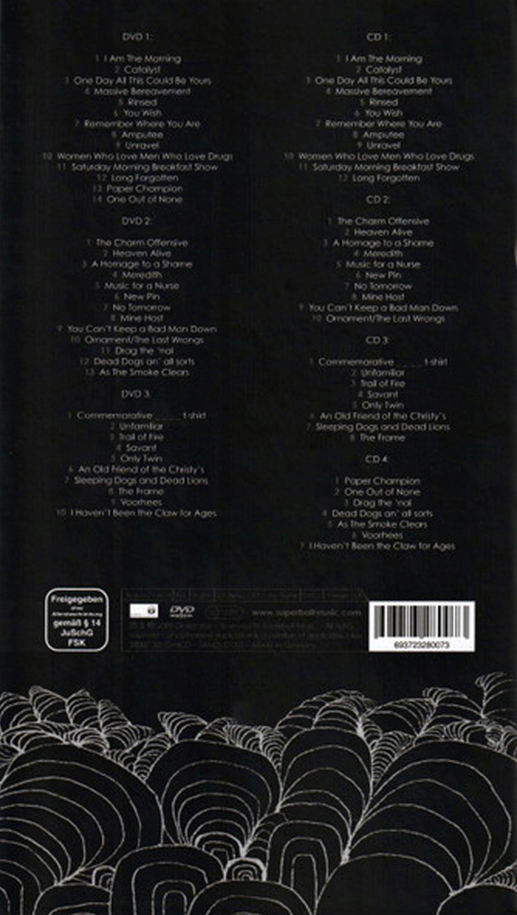 DVD 1:
1 I Am The Morning
2 Catalyst
3 One Day All This Could Be Yours
4 Massive Bereavement
5 Rinsed
6 You Wish
7 Remember Where You Are
8 Amputee
9 Unravel
10 Women Who Love Men Who Love Drugs
11 Saturday Morning Breakfast Show
12 Long Forgotten
13 Paper Champion
14 One Out of None
DVD 2:
1 The Charm Offensive
2 Heaven Alive
3 A Homage to a Shame
4 Meredith
5 Music for a Nurse
6 New Pin
7 No Tomorrow
8 Mine Host
9 You Can't Keep a Bad Man Down
10 Ornament/The Last Wrongs
11 Drag the 'nal
12 Dead Dogs an' all sorts
13 As The Smoke Clears
DVD 3:
1 Commemorative ____ t-shirt
2 Unfamiliar
3 Trail of Fire
4 Savant
5 Only Twin
6 An Old Friend of the Christy's
7 Sleeping Dogs and Dead Lions
8 The Frame
9 Voorhees
10 I Haven't Been the Claw for Ages
CD 1:
1 I Am The Morning
2 Catalyst
3 One Day All This Could Be Yours
4 Massive Bereavement
5 Rinsed
6 You Wish
7 Remember Where You Are
8 Amputee
9 Unravel
10 Women Who Love Men Who Love Drugs
11 Saturday Morning Breakfast Show
12 Long Forgotten
CD 2:
1 The Charm Offensive
2 Heaven Alive
3 A Homage to a Shame
4 Meredith
5 Music for a Nurse
6 New Pin
7 No Tomorrow
8 Mine Host
9 You Can't Keep a Bad Man Down
10 Ornament/The Last Wrongs
CD 3:
1 Commemorative ____ t-shirt
2 Unfamiliar
3 Trail of Fire
4 Savant
5 Only Twin
6 An Old Friend of the Christy's
7 Sleeping Dogs and Dead Lions
8 The Frame
CD 4:
1 Paper Champion
2 One Out of None
3 Drag the 'nal
4 Dead Dogs an' all sorts
5 As The Smoke Clears
6 Voorhees
7 I Haven't Been the Claw for Ages
Freigegeben
ohne
Altersbeschränkung
gemäß § 14
JuSchG
FSK
DVD
VIDEO
www.superballmusic.com
693723280073